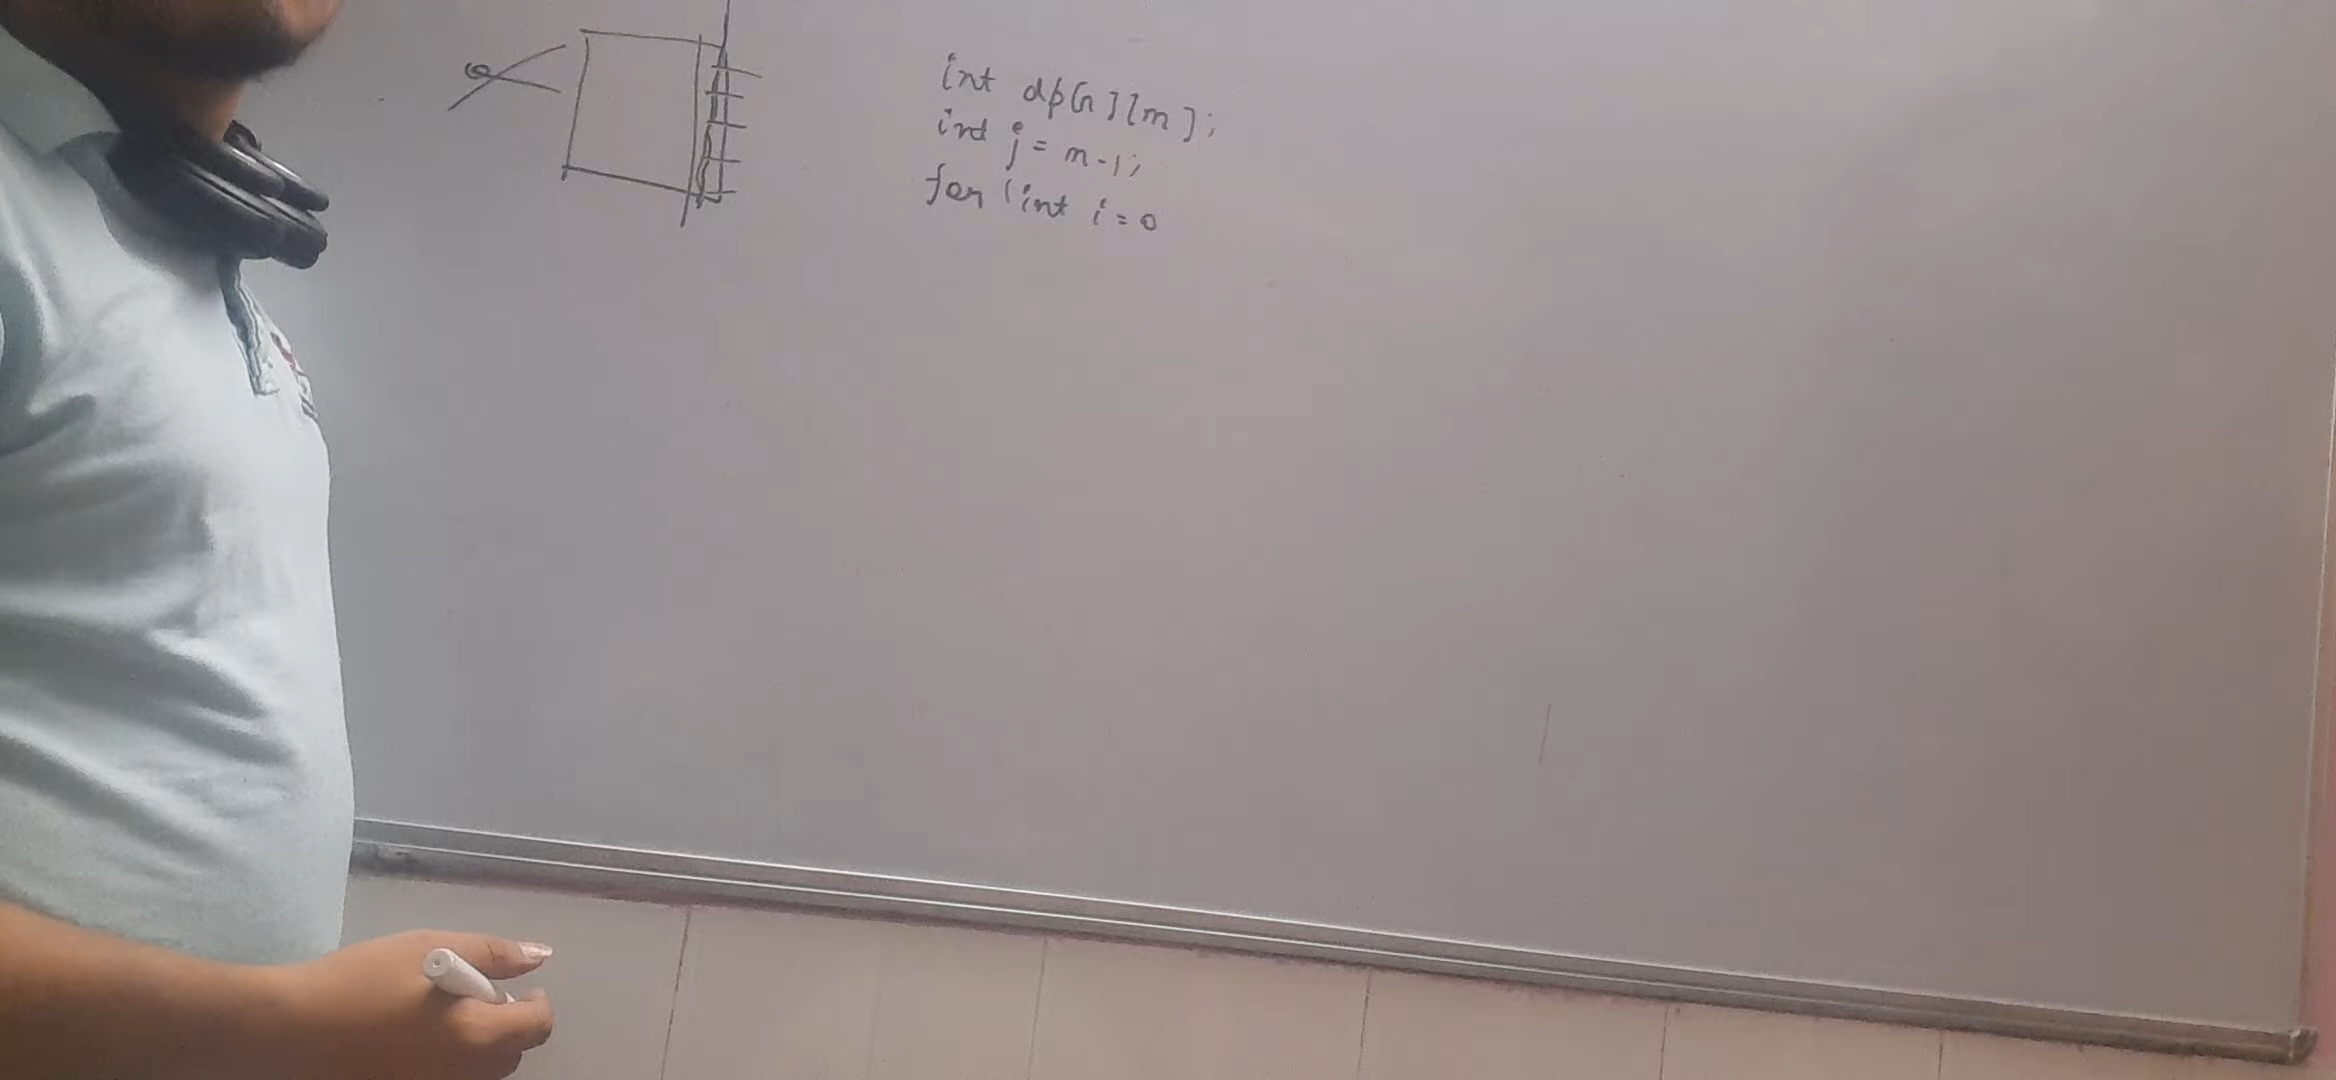 int dp[n][m];
int j = m-1;
for (int i = 0